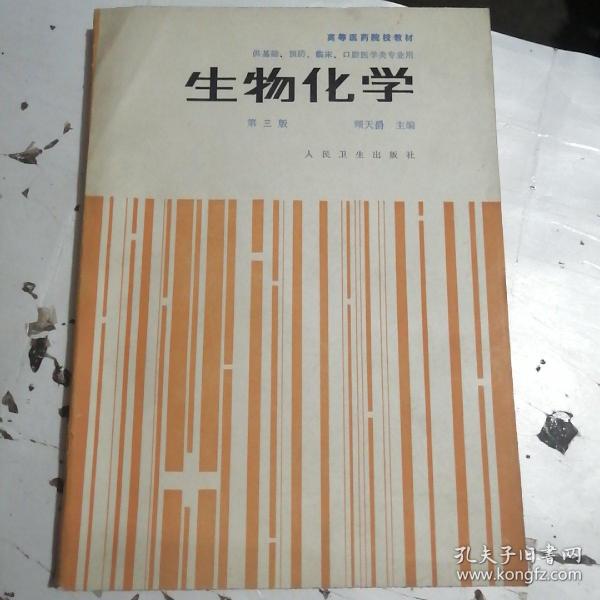 高等医药院校教材
供基础、预防、临床、口腔医学类专业用
生物化学
第三版 顾天爵 主编
人民卫生出版社
孔夫子旧书网
www.kongfz.com